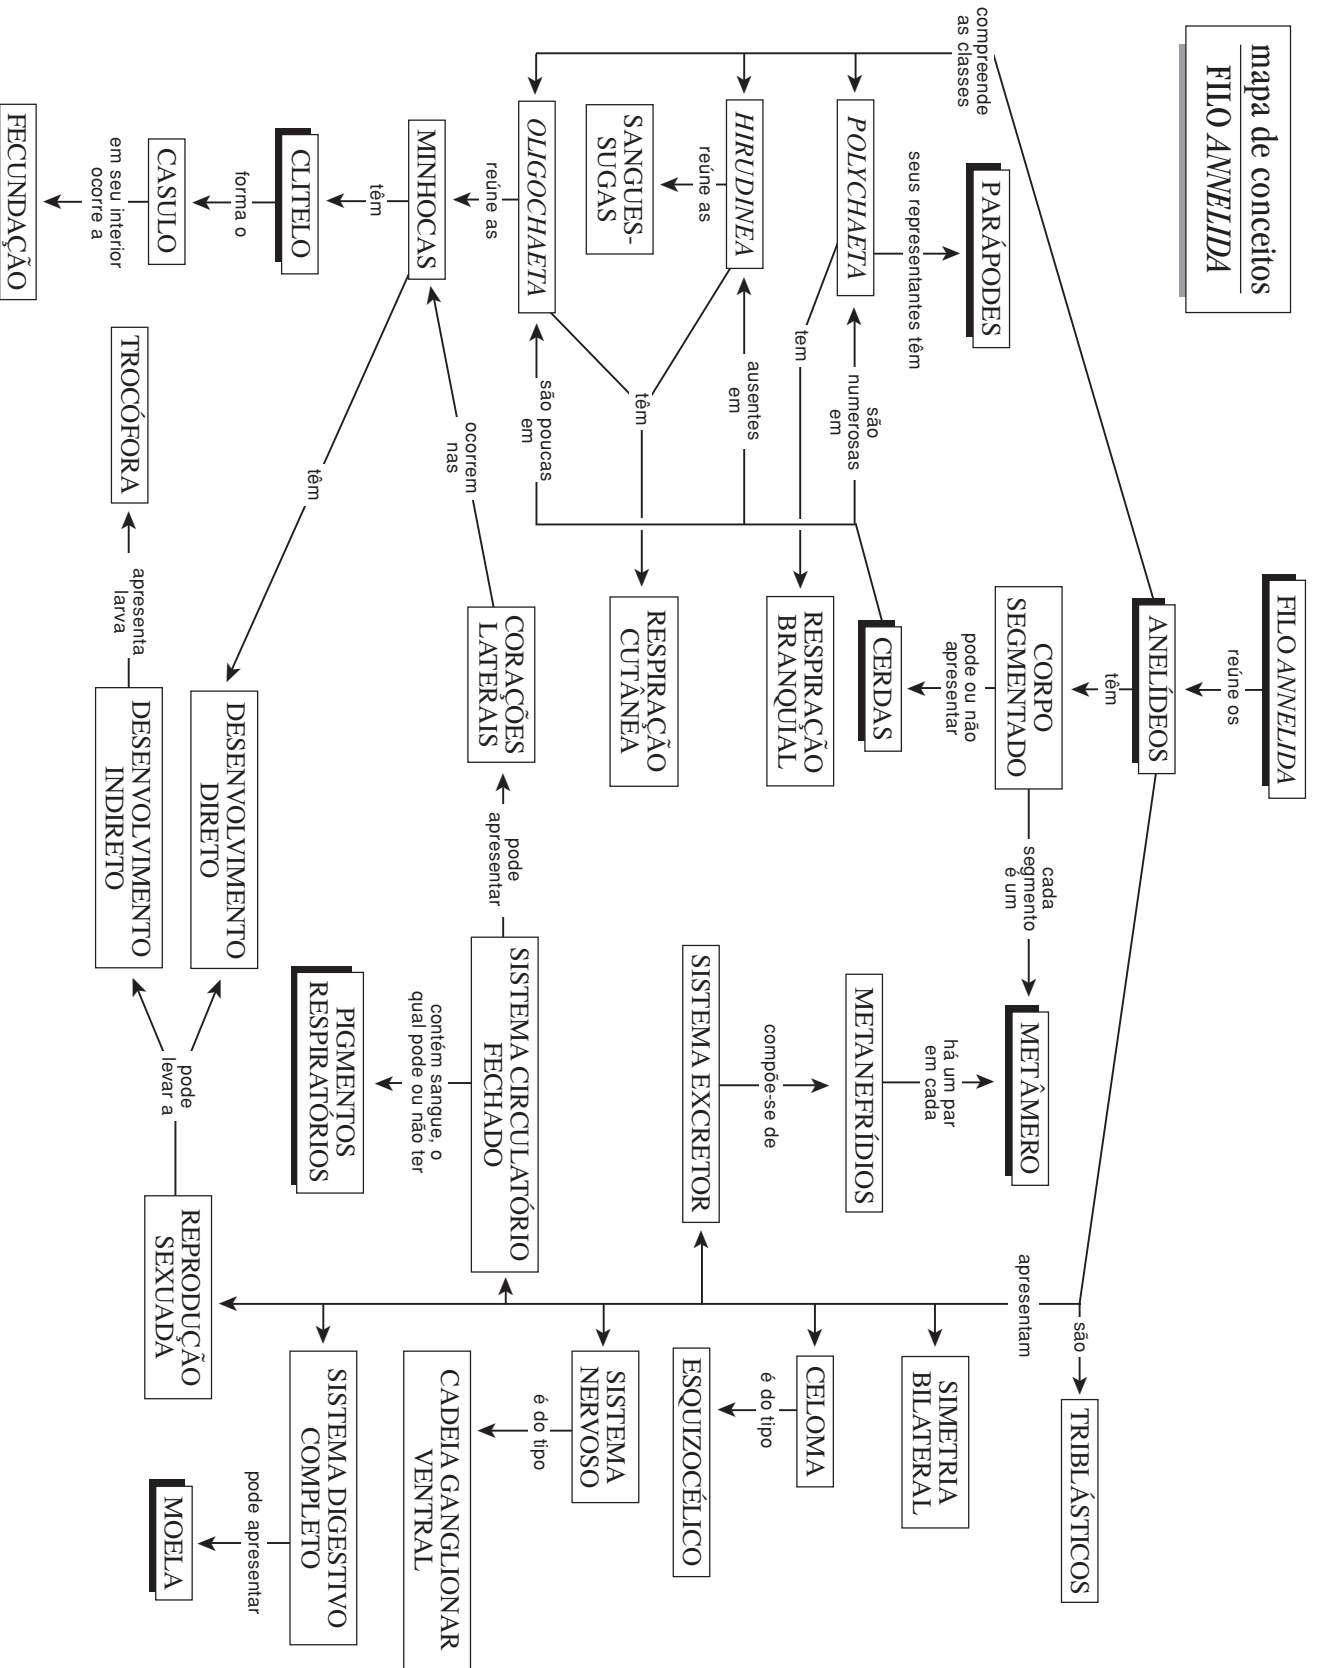 mapa de conceitos
FILO ANNELIDA
FILO ANNELIDA
reúne os
ANELÍDEOS
compreende
as classes
têm
são
TRIBLÁSTICOS
apresentam
CORPO
SEGMENTADO
cada
segmento
é um
METÂMERO
pode ou não
apresentar
CERDAS
PARÁPODES
seus representantes têm
há um par
em cada
METANEFRÍDIOS
compõe-se de
SISTEMA EXCRETOR
SIMETRIA
BILATERAL
POLYCHAETA
são
numerosas
em
tem
RESPIRAÇÃO
BRANQUIAL
CELOMA
é do tipo
ESQUIZOCÉLICO
HIRUDINEA
ausentes
em
reúne as
SANGUES-
SUGAS
têm
RESPIRAÇÃO
CUTÂNEA
SISTEMA
NERVOSO
é do tipo
CADEIA GANGLIONAR
VENTRAL
OLIGOCHAETA
são poucas
em
reúne as
MINHOCAS
ocorrem
nas
CORAÇÕES
LATERAIS
pode
apresentar
SISTEMA CIRCULATÓRIO
FECHADO
contém sangue, o
qual pode ou não ter
PIGMENTOS
RESPIRATÓRIOS
têm
CLITELO
forma o
CASULO
em seu interior
ocorre a
FECUNDAÇÃO
têm
DESENVOLVIMENTO
DIRETO
SISTEMA DIGESTIVO
COMPLETO
pode apresentar
MOELA
REPRODUÇÃO
SEXUADA
pode
levar a
DESENVOLVIMENTO
INDIRETO
apresenta
larva
TROCÓFORA